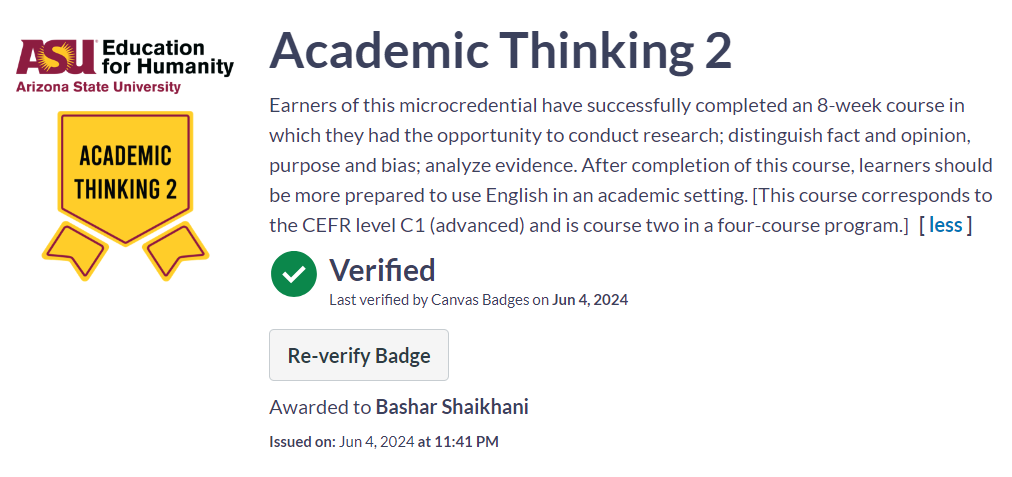 ASU Education
for Humanity
Arizona State University
ACADEMIC
THINKING 2
Academic Thinking 2
Earners of this microcredential have successfully completed an 8-week course in
which they had the opportunity to conduct research; distinguish fact and opinion,
purpose and bias; analyze evidence. After completion of this course, learners should
be more prepared to use English in an academic setting. [This course corresponds to
the CEFR level C1 (advanced) and is course two in a four-course program.] [ less ]
Verified
Last verified by Canvas Badges on Jun 4, 2024
Re-verify Badge
Awarded to Bashar Shaikhani
Issued on: Jun 4, 2024 at 11:41 PM